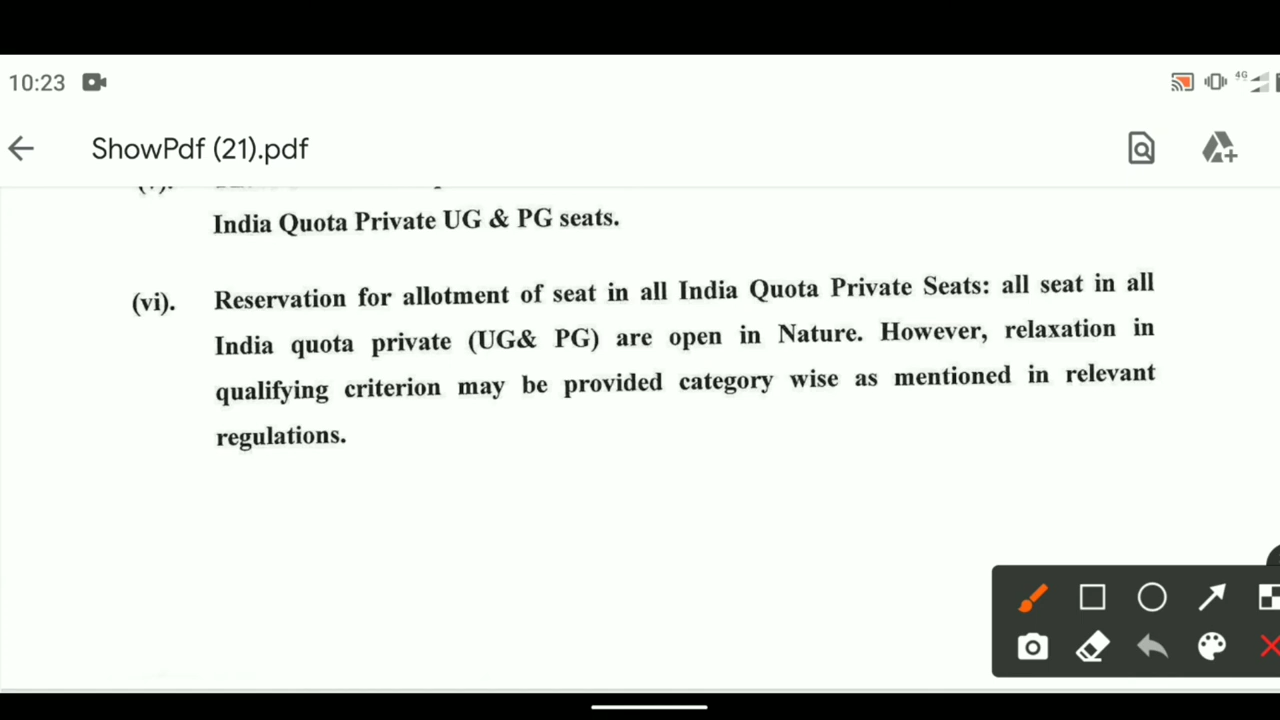 10:23
4G
ShowPdf (21).pdf
India Quota Private UG & PG seats.
(vi). Reservation for allotment of seat in all India Quota Private Seats: all seat in all
India quota private (UG& PG) are open in Nature. However, relaxation in
qualifying criterion may be provided category wise as mentioned in relevant
regulations.